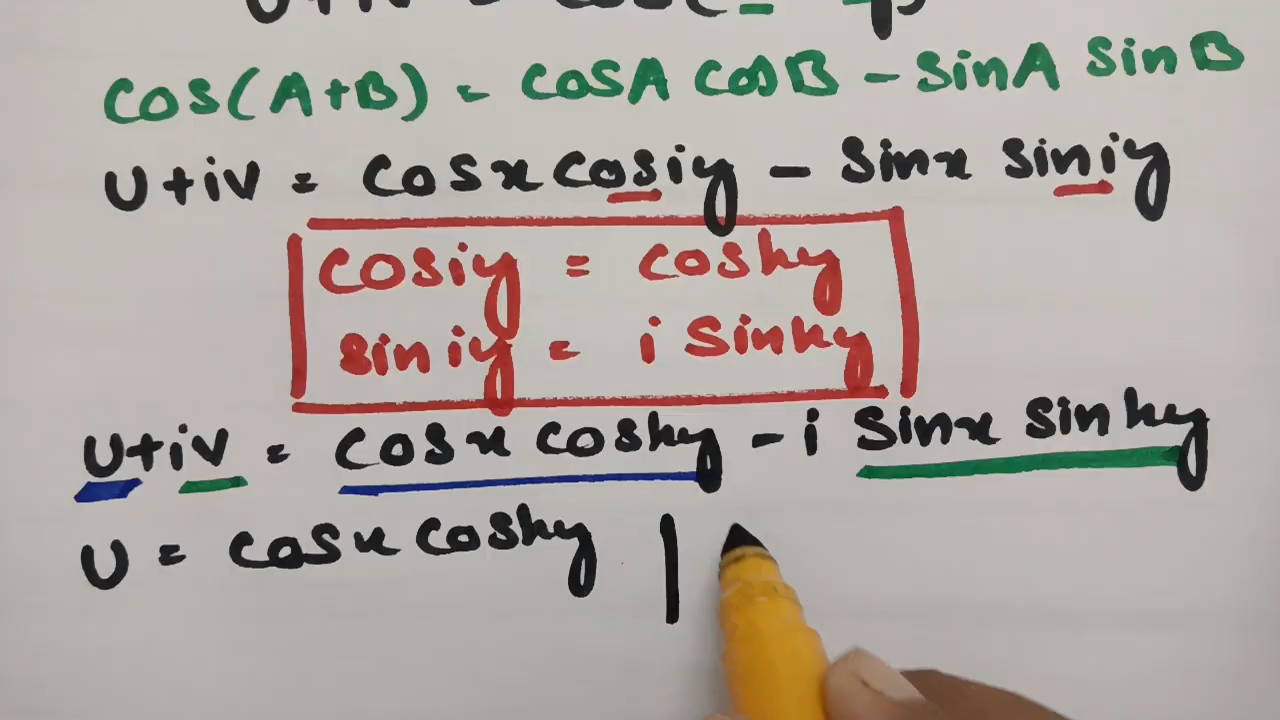 cos(A+B) = cosA cosB - sinA sinB
U+iV = cosx cosiy - sinx siniy
cosiy = coshy
siniy = i sinhy
U+iV = cosx coshy - i sinx sinhy
U = cosx coshy |